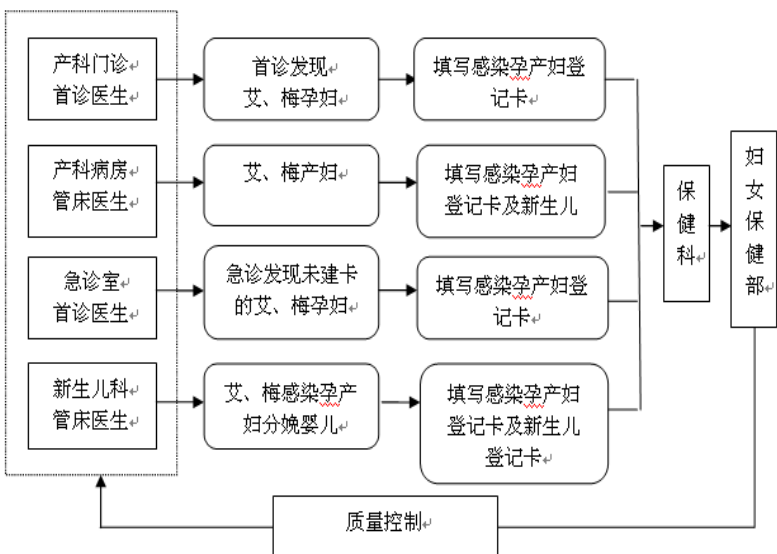 产科门诊
首诊医生
首诊发现
艾、梅孕妇
填写感染孕产妇登
记卡
产科病房
管床医生
艾、梅产妇
填写感染孕产妇
登记卡及新生儿
急诊室
首诊医生
急诊发现未建卡
的艾、梅孕妇
填写感染孕产妇登
记卡
新生儿科
管床医生
艾、梅感染孕产
妇分娩婴儿
填写感染孕产妇
登记卡及新生儿
登记卡
保
健
科
妇
女
保
健
部
质量控制